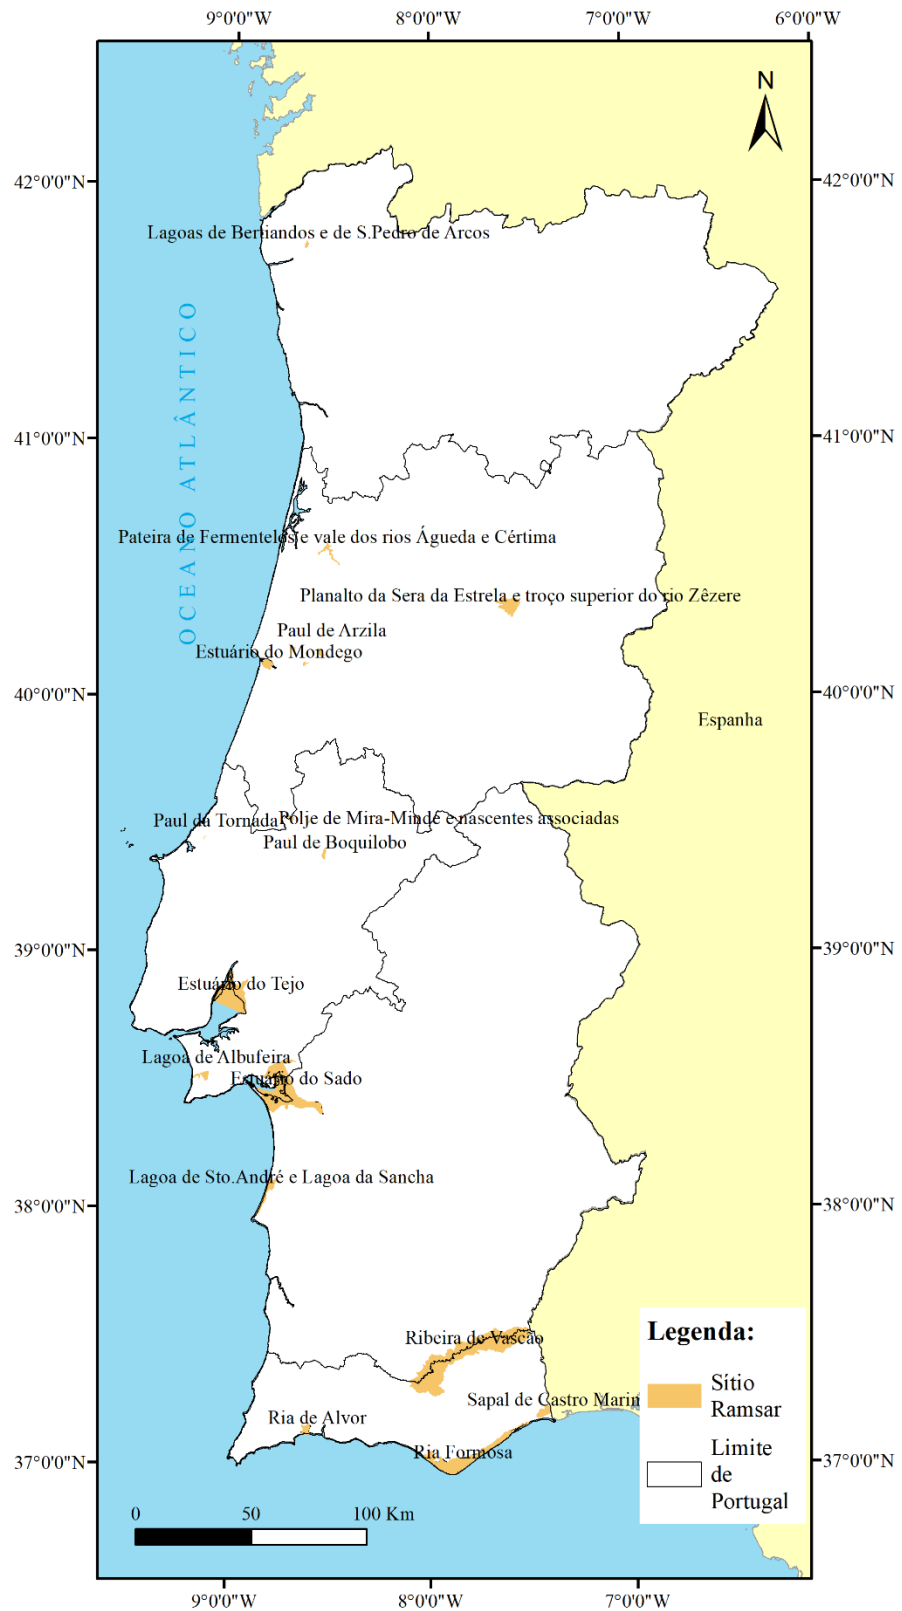 9°0'0"W 8°0'0"W 7°0'0"W 6°0'0"W
N
42°0'0"N 42°0'0"N
Lagoas de Bertiandos e de S.Pedro de Arcos
OCEANO ATLÂNTICO
41°0'0"N 41°0'0"N
Pateira de Fermentelos e vale dos rios Águeda e Cértima
Planalto da Sera da Estrela e troço superior do rio Zêzere
Paul de Arzila
Estuário do Mondego
40°0'0"N 40°0'0"N
Espanha
Paul da Tornada Polje de Mira-Minde e nascentes associadas
Paul de Boquilobo
39°0'0"N 39°0'0"N
Estuário do Tejo
Lagoa de Albufeira
Estuário do Sado
Lagoa de Sto.André e Lagoa da Sancha
38°0'0"N 38°0'0"N
Ribeira de Vascão
Legenda:
Sítio
Ramsar
Limite
de
Portugal
Sapal de Castro Marim
Ria de Alvor
Ria Formosa
37°0'0"N 37°0'0"N
0 50 100 Km
9°0'0"W 8°0'0"W 7°0'0"W